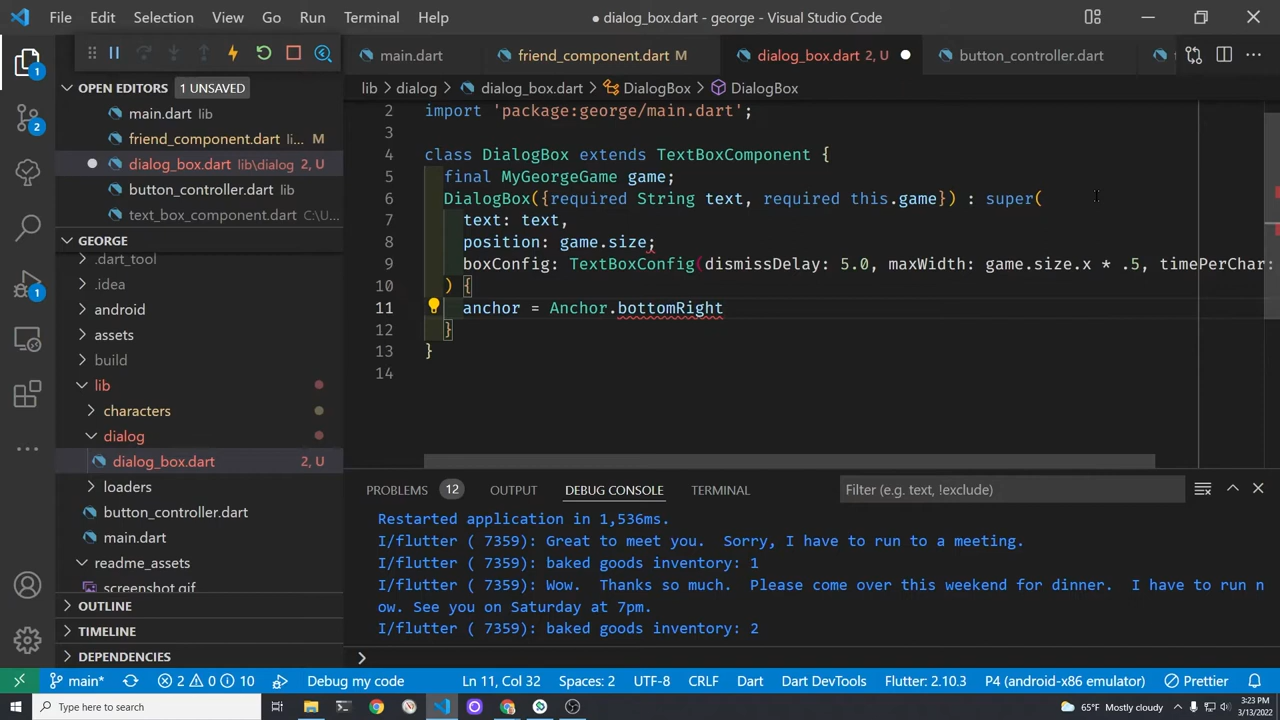 File Edit Selection View Go Run Terminal Help
● dialog_box.dart - george - Visual Studio Code
1
main.dart
friend_component.dart M
dialog_box.dart 2, U
button_controller.dart
OPEN EDITORS 1 UNSAVED
main.dart lib
friend_component.dart li... M
dialog_box.dart lib\dialog 2, U
button_controller.dart lib
text_box_component.dart C:\U...
GEORGE
.dart_tool
.idea
android
assets
build
lib
characters
dialog
dialog_box.dart 2, U
loaders
button_controller.dart
main.dart
readme_assets
screenshot.gif
OUTLINE
TIMELINE
DEPENDENCIES
2
1
lib > dialog > dialog_box.dart > DialogBox > DialogBox
2 import 'package:george/main.dart';
3
4 class DialogBox extends TextBoxComponent {
5 final MyGeorgeGame game;
6 DialogBox({required String text, required this.game}) : super(
7 text: text,
8 position: game.size;
9 boxConfig: TextBoxConfig(dismissDelay: 5.0, maxWidth: game.size.x * .5, timePerChar:
10 ) {
11 anchor = Anchor.bottomRight
12 }
13 }
14
PROBLEMS 12 OUTPUT DEBUG CONSOLE TERMINAL
Filter (e.g. text, !exclude)
Restarted application in 1,536ms.
I/flutter ( 7359): Great to meet you.  Sorry, I have to run to a meeting.
I/flutter ( 7359): baked goods inventory: 1
I/flutter ( 7359): Wow.  Thanks so much.  Please come over this weekend for dinner.  I have to run n
ow. See you on Saturday at 7pm.
I/flutter ( 7359): baked goods inventory: 2
main* 2 0 10 Debug my code Ln 11, Col 32 Spaces: 2 UTF-8 CRLF Dart Dart DevTools Flutter: 2.10.3 P4 (android-x86 emulator) Prettier
Type here to search
65°F Mostly cloudy
3:23 PM
3/13/2022